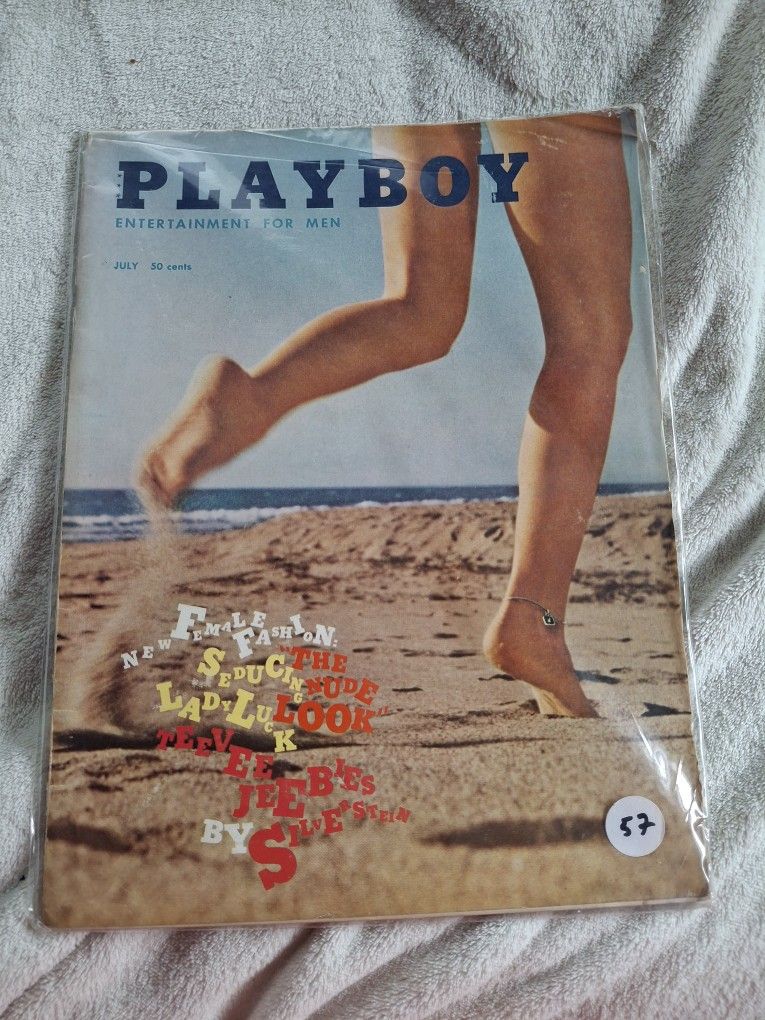 PLAYBOY
ENTERTAINMENT FOR MEN
JULY 50 cents
NEW FEMALE FASHION:
"THE NUDE LOOK"
SEDUCING
LADY LUCK
TEEVEE JEEBIES
BY SILVERSTEIN
57